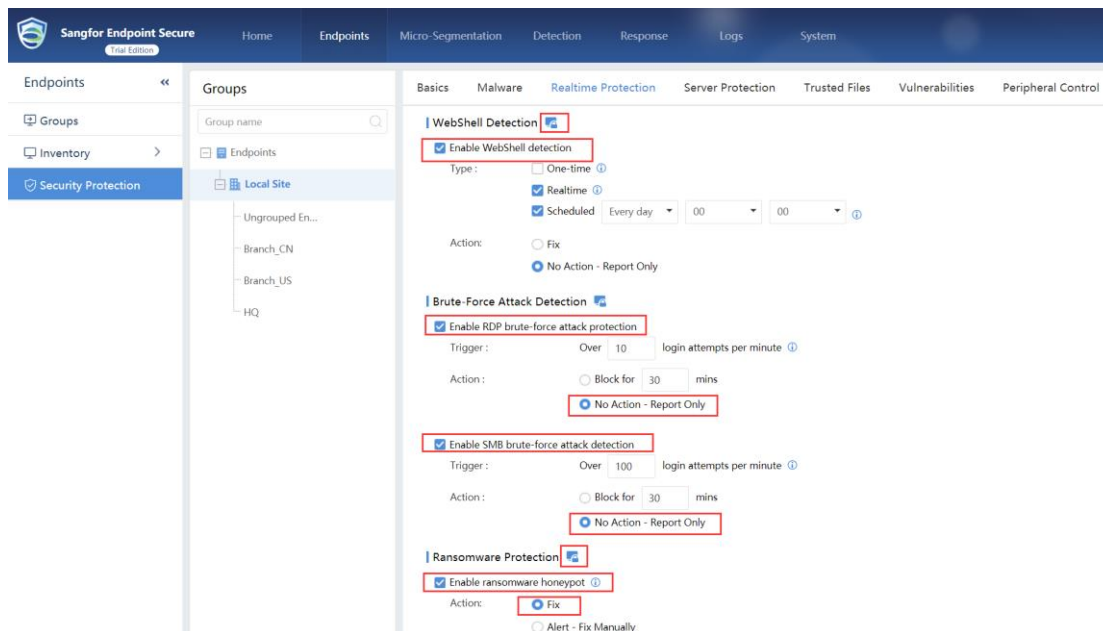 Sangfor Endpoint Secure
Trial Edition
Home Endpoints Micro-Segmentation Detection Response Logs System
Endpoints «
Groups
Inventory
Security Protection
Groups
Group name
Endpoints
Local Site
Ungrouped En...
Branch_CN
Branch_US
HQ
Basics Malware Realtime Protection Server Protection Trusted Files Vulnerabilities Peripheral Control
WebShell Detection
Enable WebShell detection
Type : One-time
Realtime
Scheduled Every day 00 00
Action: Fix
No Action - Report Only
Brute-Force Attack Detection
Enable RDP brute-force attack protection
Trigger : Over 10 login attempts per minute
Action : Block for 30 mins
No Action - Report Only
Enable SMB brute-force attack detection
Trigger : Over 100 login attempts per minute
Action : Block for 30 mins
No Action - Report Only
Ransomware Protection
Enable ransomware honeypot
Action: Fix
Alert - Fix Manually